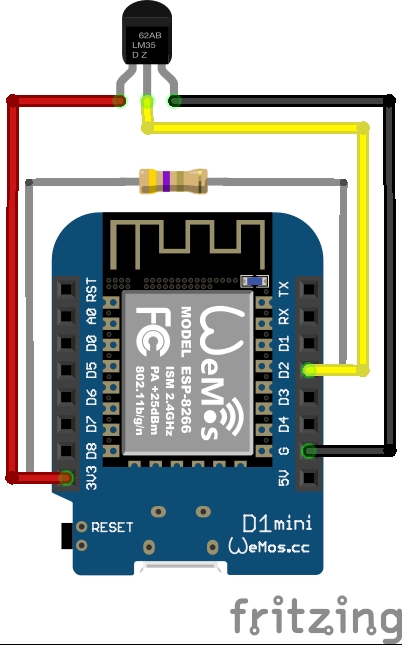 62AB
LM35
D Z
RST
A0
D0
D5
D6
D7
D8
3V3
TX
RX
D1
D2
D3
D4
G
5V
WeMos
MODEL ESP-8266
ISM 2.4GHz
PA +25dBm
802.11b/g/n
FC
RESET
D1mini
WeMos.cc
fritzing